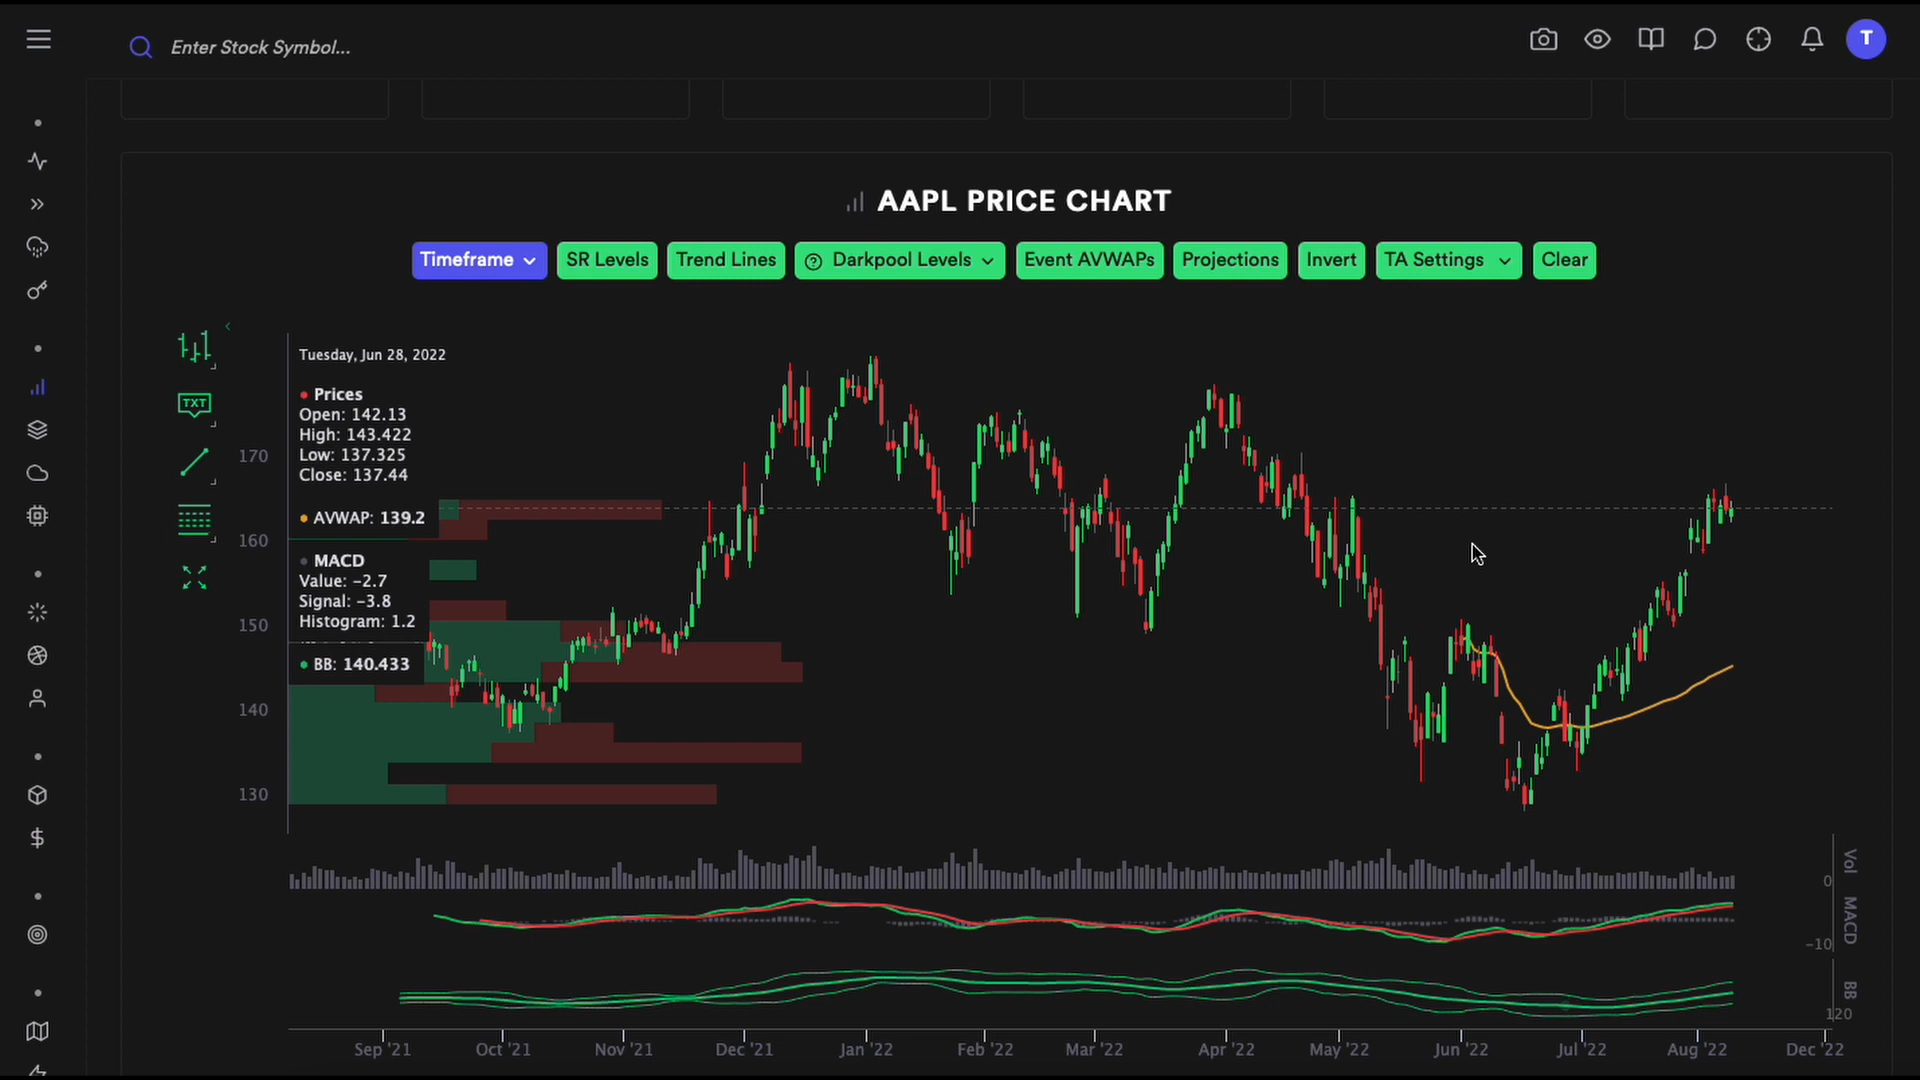 Enter Stock Symbol...
T
AAPL PRICE CHART
Timeframe
SR Levels
Trend Lines
Darkpool Levels
Event AVWAPs
Projections
Invert
TA Settings
Clear
TXT
Tuesday, Jun 28, 2022
Prices
Open: 142.13
High: 143.422
Low: 137.325
Close: 137.44
AVWAP: 139.2
MACD
Value: -2.7
Signal: -3.8
Histogram: 1.2
BB: 140.433
170
160
150
140
130
Vol
0
MACD
-10
BB
120
Sep '21
Oct '21
Nov '21
Dec '21
Jan '22
Feb '22
Mar '22
Apr '22
May '22
Jun '22
Jul '22
Aug '22
Dec '22